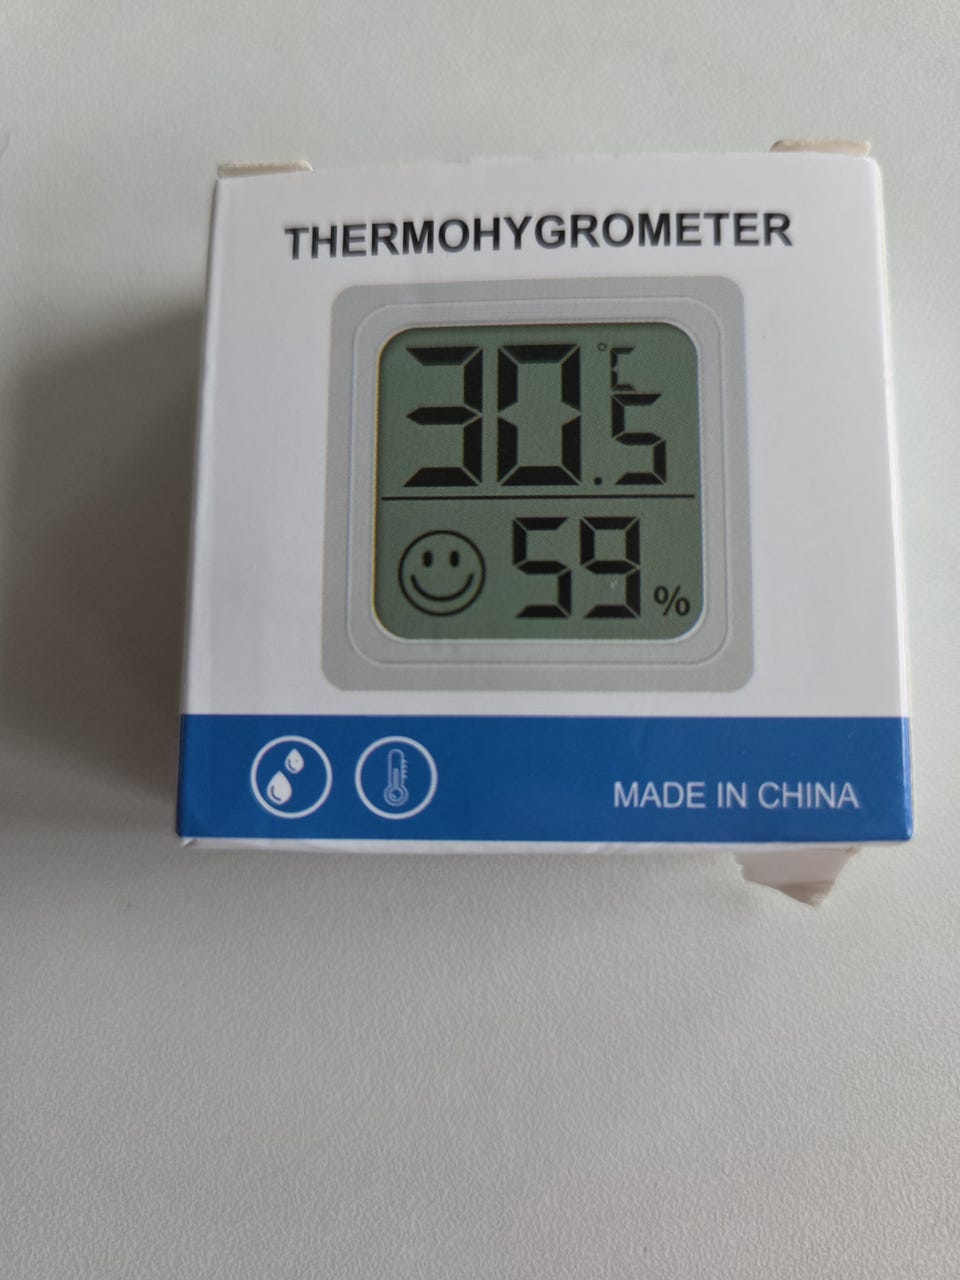 THERMOHYGROMETER
30.5 °C
59 %
MADE IN CHINA